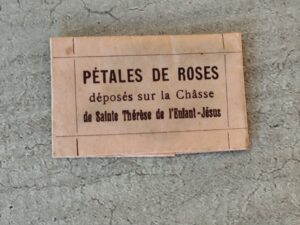 PÉTALES DE ROSES
déposés sur la Châsse
de Sainte Thérèse de l'Enfant-Jésus